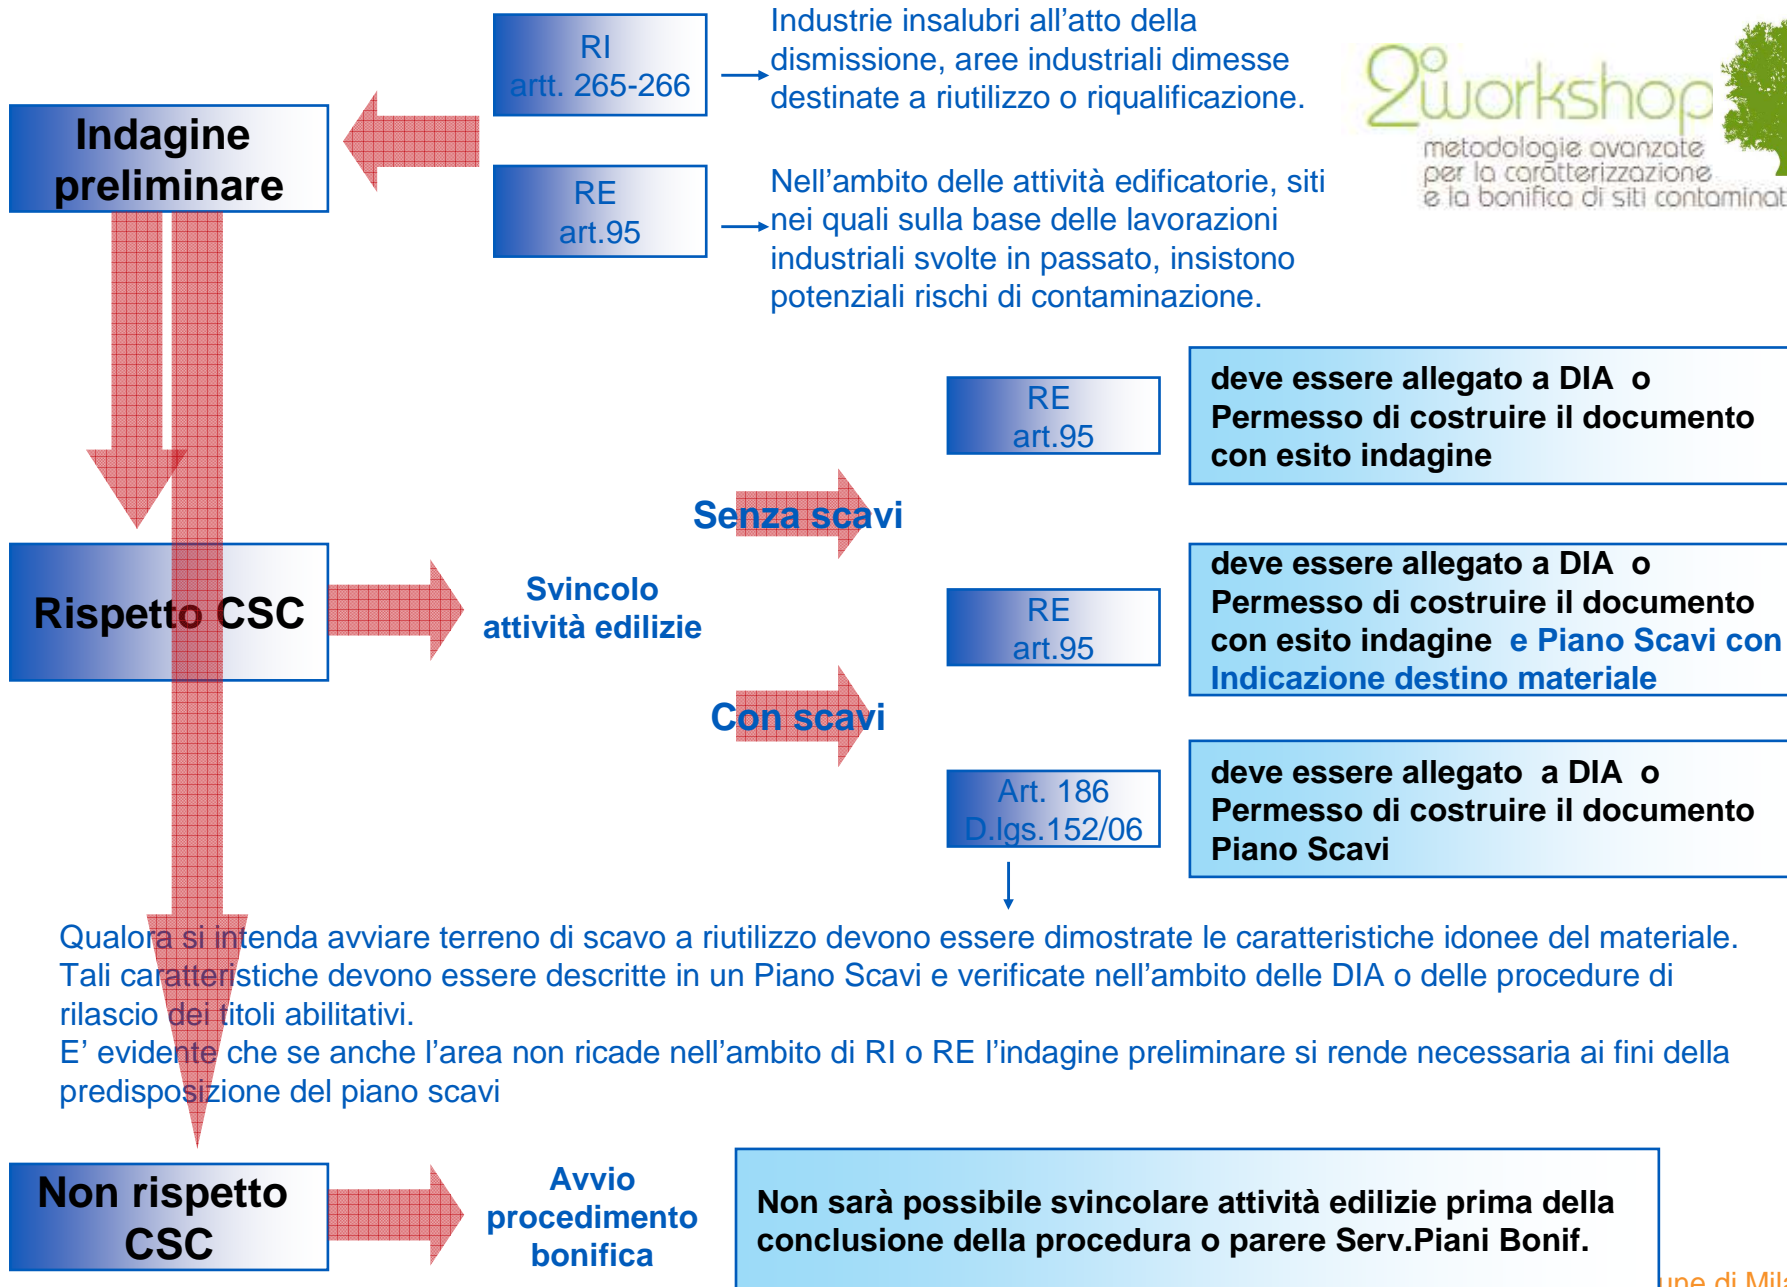 RI
artt. 265-266
Industrie insalubri all'atto della
dismissione, aree industriali dimesse
destinate a riutilizzo o riqualificazione.
2° workshop
metodologie avanzate
per la caratterizzazione
e la bonifica di siti contaminat
Indagine
preliminare
RE
art.95
Nell'ambito delle attività edificatorie, siti
nei quali sulla base delle lavorazioni
industriali svolte in passato, insistono
potenziali rischi di contaminazione.
RE
art.95
deve essere allegato a DIA o
Permesso di costruire il documento
con esito indagine
Senza scavi
Rispetto CSC
Svincolo
attività edilizie
RE
art.95
deve essere allegato a DIA o
Permesso di costruire il documento
con esito indagine e Piano Scavi con
Indicazione destino materiale
Con scavi
Art. 186
D.lgs.152/06
deve essere allegato a DIA o
Permesso di costruire il documento
Piano Scavi
Qualora si intenda avviare terreno di scavo a riutilizzo devono essere dimostrate le caratteristiche idonee del materiale.
Tali caratteristiche devono essere descritte in un Piano Scavi e verificate nell'ambito delle DIA o delle procedure di
rilascio dei titoli abilitativi.
E' evidente che se anche l'area non ricade nell'ambito di RI o RE l'indagine preliminare si rende necessaria ai fini della
predisposizione del piano scavi
Non rispetto
CSC
Avvio
procedimento
bonifica
Non sarà possibile svincolare attività edilizie prima della
conclusione della procedura o parere Serv.Piani Bonif.
une di Mila